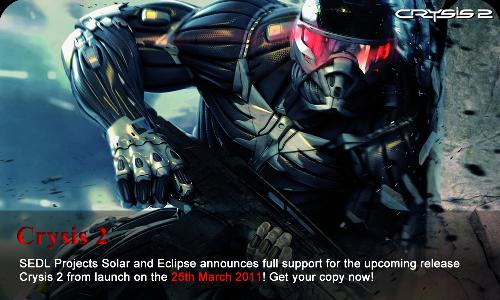 CRYSIS 2
Crysis 2
SEDL Projects Solar and Eclipse announces full support for the upcoming release
Crysis 2 from launch on the 25th March 2011! Get your copy now!